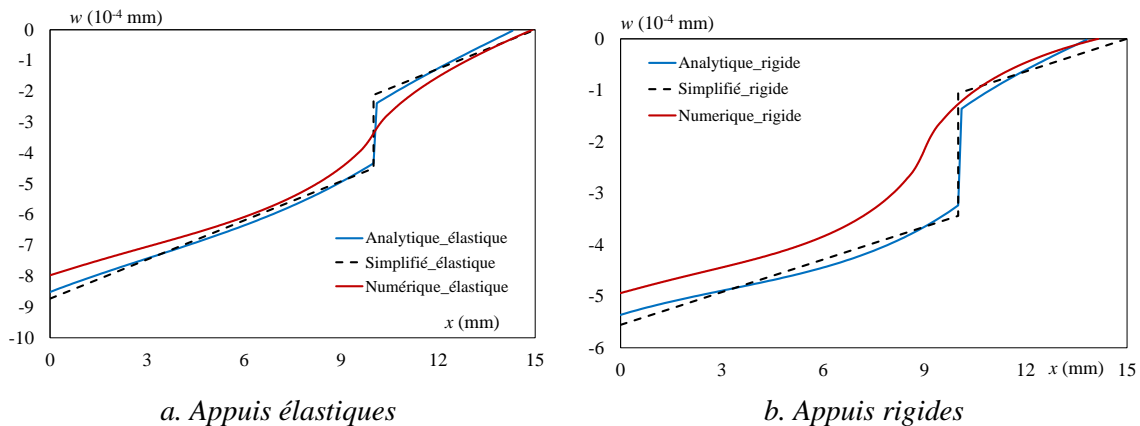 w (10-4 mm)
0
-1
-2
-3
-4
-5
-6
-7
-8
-9
-10
Analytique_élastique
Simplifié_élastique
Numérique_élastique
x (mm)
0 3 6 9 12 15
a. Appuis élastiques
w (10-4 mm)
0
-1
-2
-3
-4
-5
-6
Analytique_rigide
Simplifié_rigide
Numerique_rigide
0 3 6 9 12 x (mm) 15
b. Appuis rigides